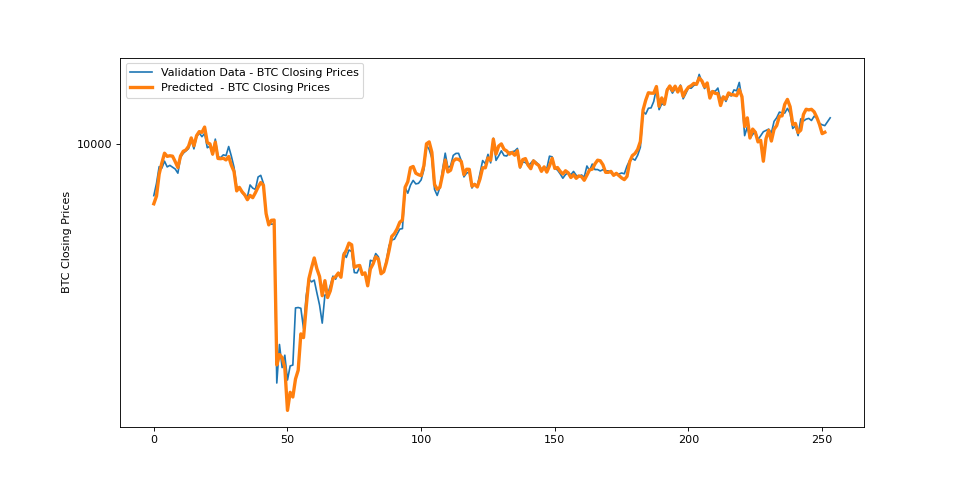 Validation Data - BTC Closing Prices
Predicted - BTC Closing Prices
10000
BTC Closing Prices
0 50 100 150 200 250